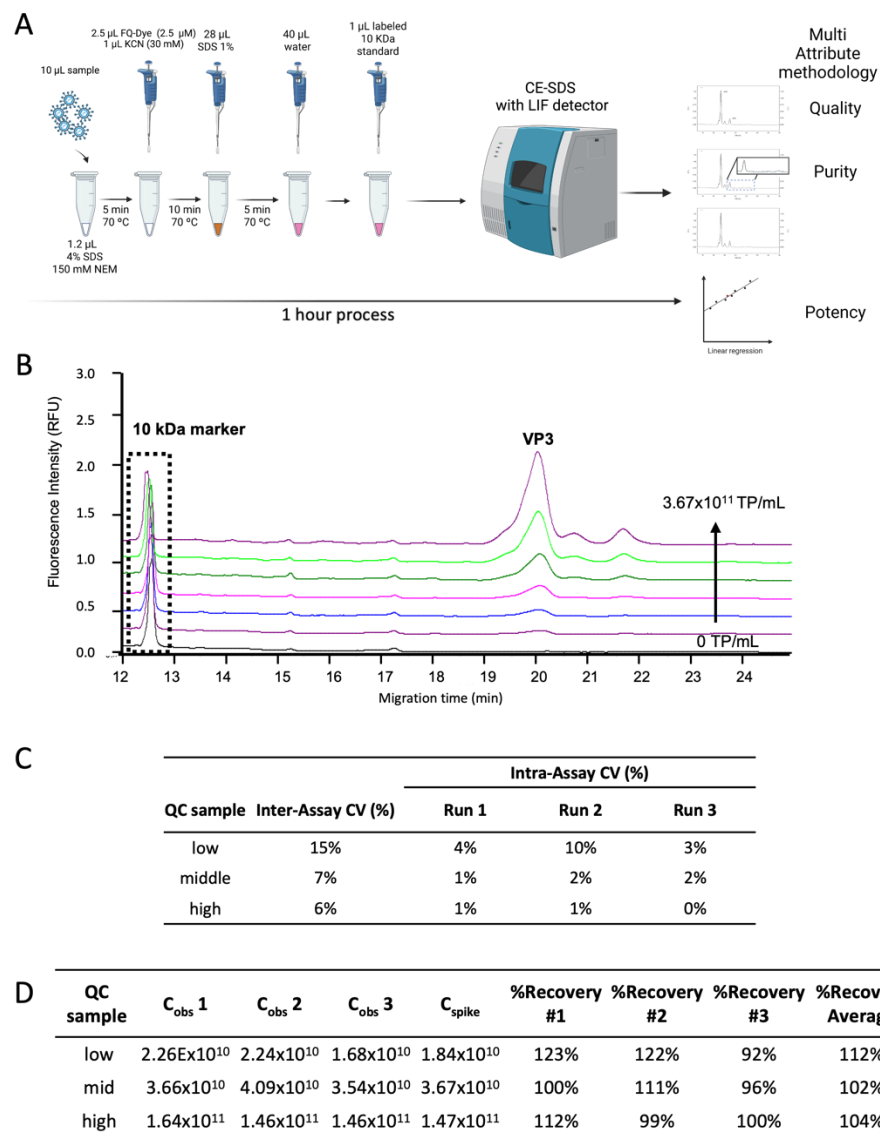 A
2.5 µL FQ-Dye (2.5 µM)
1 µL KCN (30 mM)
28 µL
SDS 1%
40 µL
water
1 µL labeled
10 KDa
standard
10 µL sample
5 min
70 ºC
10 min
70 ºC
5 min
70 ºC
1.2 µL
4% SDS
150 mM NEM
CE-SDS
with LIF detector
Multi
Attribute
methodology
Quality
Purity
Potency
Linear regression
1 hour process
B
Fluorescence Intensity (RFU)
3.0
2.5
2.0
1.5
1.0
0.5
0.0
10 kDa marker
VP3
3.67x10¹¹ TP/mL
0 TP/mL
12 13 14 15 16 17 18 19 20 21 22 23 24
Migration time (min)
C
Intra-Assay CV (%)
QC sample Inter-Assay CV (%) Run 1 Run 2 Run 3
low 15% 4% 10% 3%
middle 7% 1% 2% 2%
high 6% 1% 1% 0%
D
QC sample C_obs 1 C_obs 2 C_obs 3 C_spike %Recovery #1 %Recovery #2 %Recovery #3 %Recov Averag
low 2.26Ex10¹⁰ 2.24x10¹⁰ 1.68x10¹⁰ 1.84x10¹⁰ 123% 122% 92% 112%
mid 3.66x10¹⁰ 4.09x10¹⁰ 3.54x10¹⁰ 3.67x10¹⁰ 100% 111% 96% 102%
high 1.64x10¹¹ 1.46x10¹¹ 1.46x10¹¹ 1.47x10¹¹ 112% 99% 100% 104%